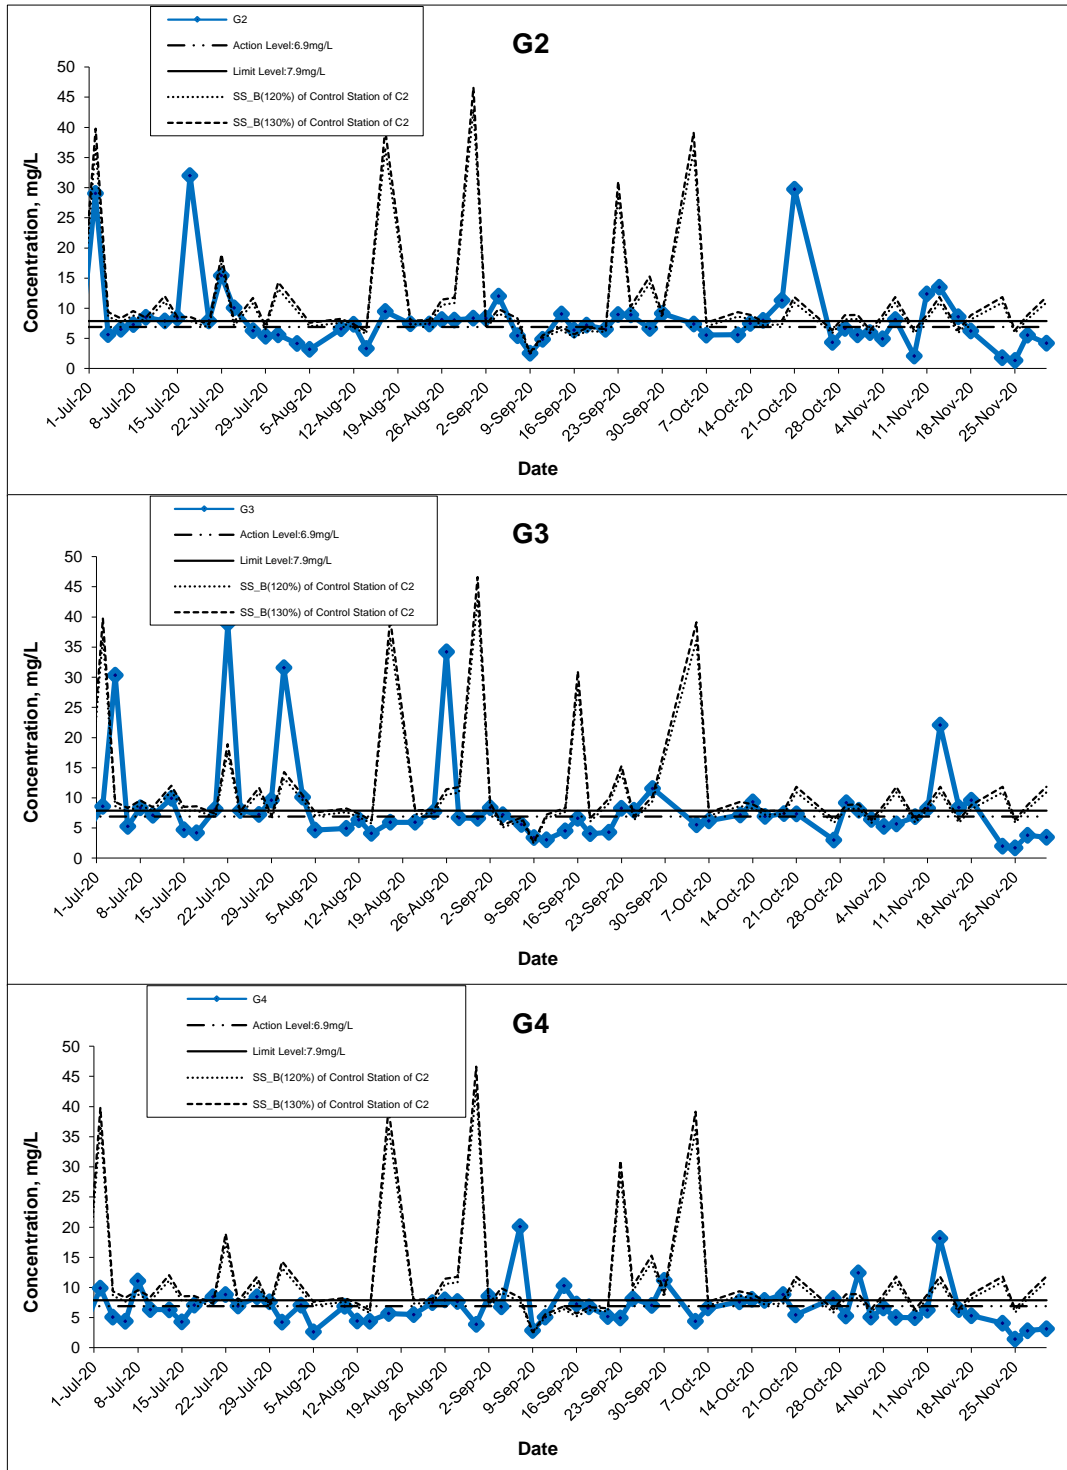 G2
G2
Action Level:6.9mg/L
Limit Level:7.9mg/L
SS_B(120%) of Control Station of C2
SS_B(130%) of Control Station of C2
Concentration, mg/L
50
45
40
35
30
25
20
15
10
5
0
1-Jul-20
8-Jul-20
15-Jul-20
22-Jul-20
29-Jul-20
5-Aug-20
12-Aug-20
19-Aug-20
26-Aug-20
2-Sep-20
9-Sep-20
16-Sep-20
23-Sep-20
30-Sep-20
7-Oct-20
14-Oct-20
21-Oct-20
28-Oct-20
4-Nov-20
11-Nov-20
18-Nov-20
25-Nov-20
Date
G3
G3
Action Level:6.9mg/L
Limit Level:7.9mg/L
SS_B(120%) of Control Station of C2
SS_B(130%) of Control Station of C2
Concentration, mg/L
50
45
40
35
30
25
20
15
10
5
0
1-Jul-20
8-Jul-20
15-Jul-20
22-Jul-20
29-Jul-20
5-Aug-20
12-Aug-20
19-Aug-20
26-Aug-20
2-Sep-20
9-Sep-20
16-Sep-20
23-Sep-20
30-Sep-20
7-Oct-20
14-Oct-20
21-Oct-20
28-Oct-20
4-Nov-20
11-Nov-20
18-Nov-20
25-Nov-20
Date
G4
G4
Action Level:6.9mg/L
Limit Level:7.9mg/L
SS_B(120%) of Control Station of C2
SS_B(130%) of Control Station of C2
Concentration, mg/L
50
45
40
35
30
25
20
15
10
5
0
1-Jul-20
8-Jul-20
15-Jul-20
22-Jul-20
29-Jul-20
5-Aug-20
12-Aug-20
19-Aug-20
26-Aug-20
2-Sep-20
9-Sep-20
16-Sep-20
23-Sep-20
30-Sep-20
7-Oct-20
14-Oct-20
21-Oct-20
28-Oct-20
4-Nov-20
11-Nov-20
18-Nov-20
25-Nov-20
Date